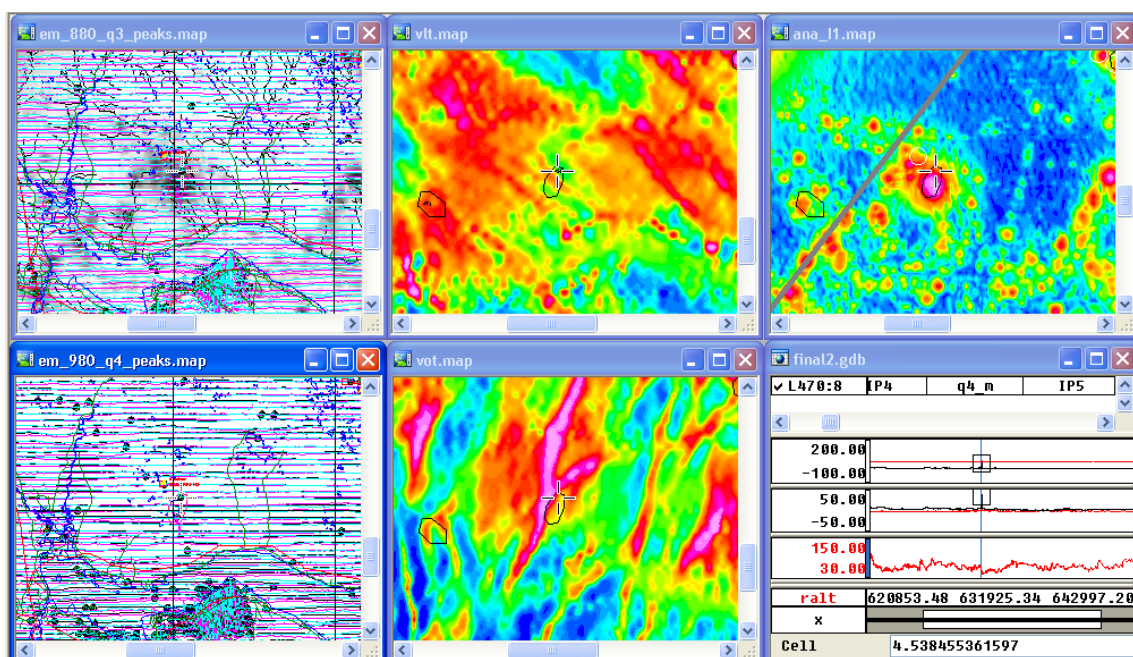 em_880_q3_peaks.map
vlt.map
ana_l1.map
em_980_q4_peaks.map
vot.map
final2.gdb
L470:8 IP4 q4_m IP5
200.00
-100.00
50.00
-50.00
150.00
30.00
ralt 620853.48 631925.34 642997.20
x
Cell 4.538455361597